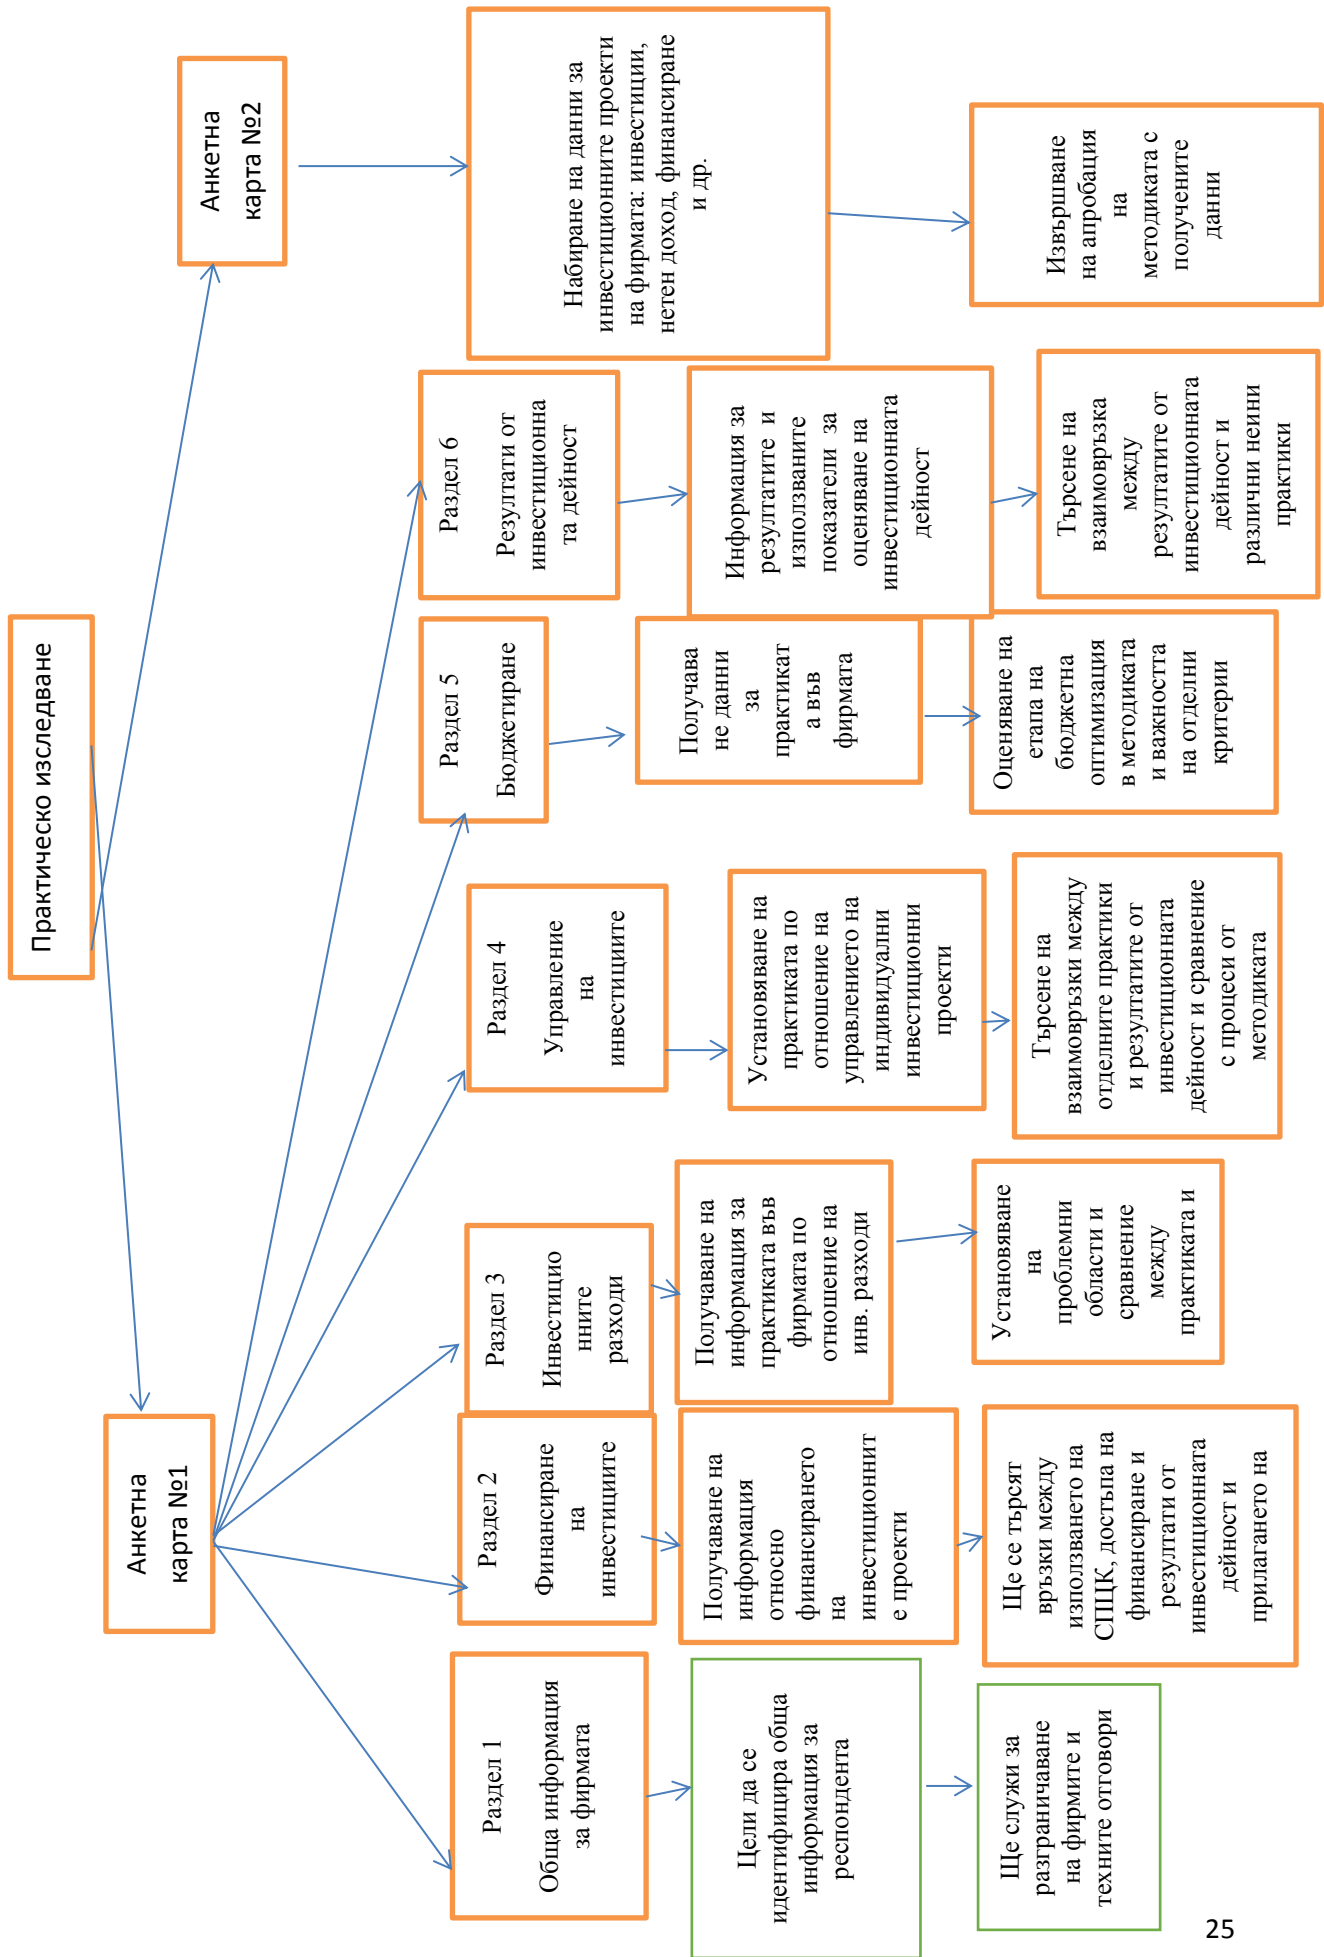 Практическо изследване
Анкетна
карта №1
Анкетна
карта №2
Раздел 1
Обща информация
за фирмата
Раздел 2
Финансиране
на
инвестициите
Раздел 3
Инвестицио
нните
разходи
Раздел 4
Управление
на
инвестициите
Раздел 5
Бюджетиране
Раздел 6
Резултати от
инвестиционна
та дейност
Набиране на данни за
инвестиционните проекти
на фирмата: инвестиции,
нетен доход, финансиране
и др.
Цели да се
идентифицира обща
информация за
респондента
Получаване на
информация
относно
финансирането
на
инвестиционнит
е проекти
Получаване на
информация за
практиката във
фирмата по
отношение на
инв. разходи
Установяване на
практиката по
отношение на
управлението на
индивидуални
инвестиционни
проекти
Получава
не данни
за
практикат
а във
фирмата
Информация за
резултатите и
използваните
показатели за
оценяване на
инвестиционната
дейност
Ще служи за
разграничаване
на фирмите и
техните отговори
Ще се търсят
връзки между
използването на
СПЦК, достъпа на
финансиране и
резултати от
инвестиционната
дейност и
прилагането на
Установяване
на
проблемни
области и
сравнение
между
практиката и
Търсене на
взаимовръзки между
отделните практики
и резултатите от
инвестиционната
дейност и сравнение
с процеси от
методиката
Оценяване на
етапа на
бюджетна
оптимизация
в методиката
и важността
на отделни
критерии
Търсене на
взаимовръзка
между
резултатите от
инвестиционната
дейност и
различни нейни
практики
Извършване
на апробация
на
методиката с
получените
данни
25